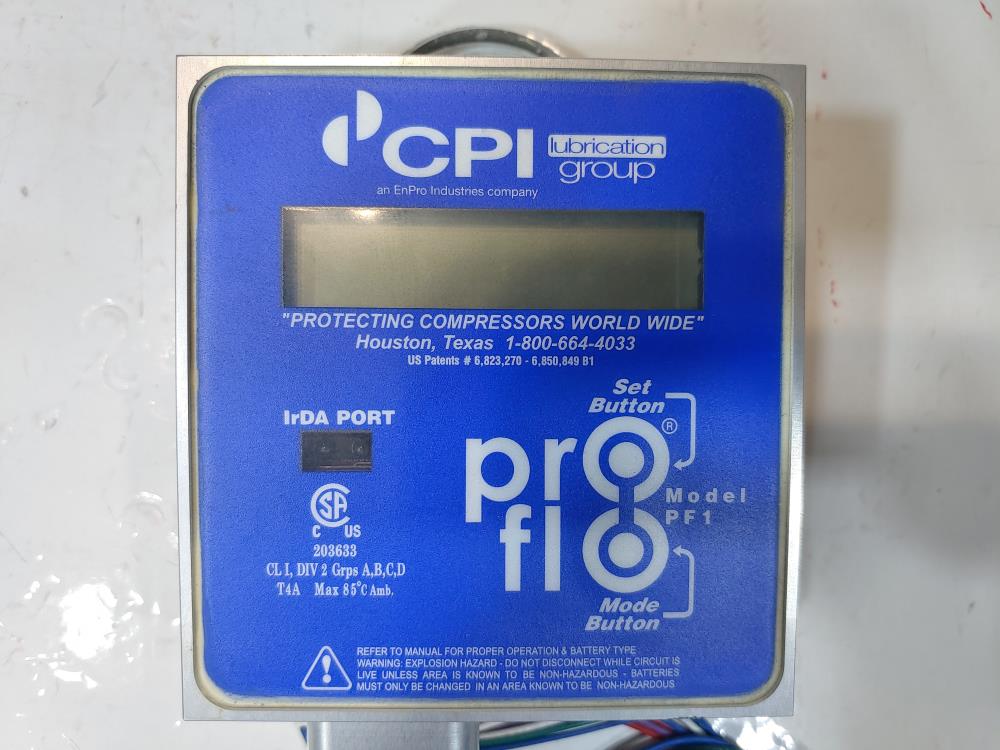 CPI lubrication group
an EnPro Industries company
"PROTECTING COMPRESSORS WORLD WIDE"
Houston, Texas 1-800-664-4033
US Patents # 6,823,270 - 6,850,849 B1
Set
Button
IrDA PORT
pro ®
flo
Model
PF1
Mode
Button
CSA
C US
203633
CL I, DIV 2 Grps A,B,C,D
T4A Max 85°C Amb.
REFER TO MANUAL FOR PROPER OPERATION & BATTERY TYPE
WARNING: EXPLOSION HAZARD - DO NOT DISCONNECT WHILE CIRCUIT IS
LIVE UNLESS AREA IS KNOWN TO BE NON-HAZARDOUS - BATTERIES
MUST ONLY BE CHANGED IN AN AREA KNOWN TO BE NON-HAZARDOUS